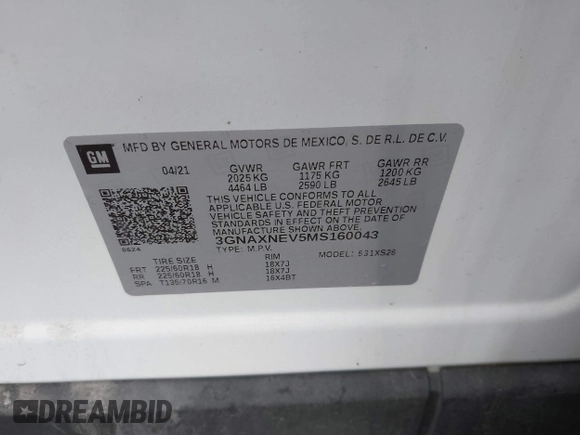 GM
MFD BY GENERAL MOTORS DE MEXICO, S. DE R.L. DE C.V.
04/21 GVWR GAWR FRT GAWR RR
2025 KG 1175 KG 1200 KG
4464 LB 2590 LB 2645 LB
THIS VEHICLE CONFORMS TO ALL
APPLICABLE U.S. FEDERAL MOTOR
VEHICLE SAFETY AND BUMPER
STANDARDS IN EFFECT ON THE DATE OF
MANUFACTURE SHOWN ABOVE.
3GNAXNEV5MS160043
TYPE: M.P.V. MODEL: 531XS26
8624
TIRE SIZE RIM
FRT 225/60R18 H 18X7J
RR 225/60R18 H 18X7J
SPA T135/70R16 M 16X4BT
DREAMBID